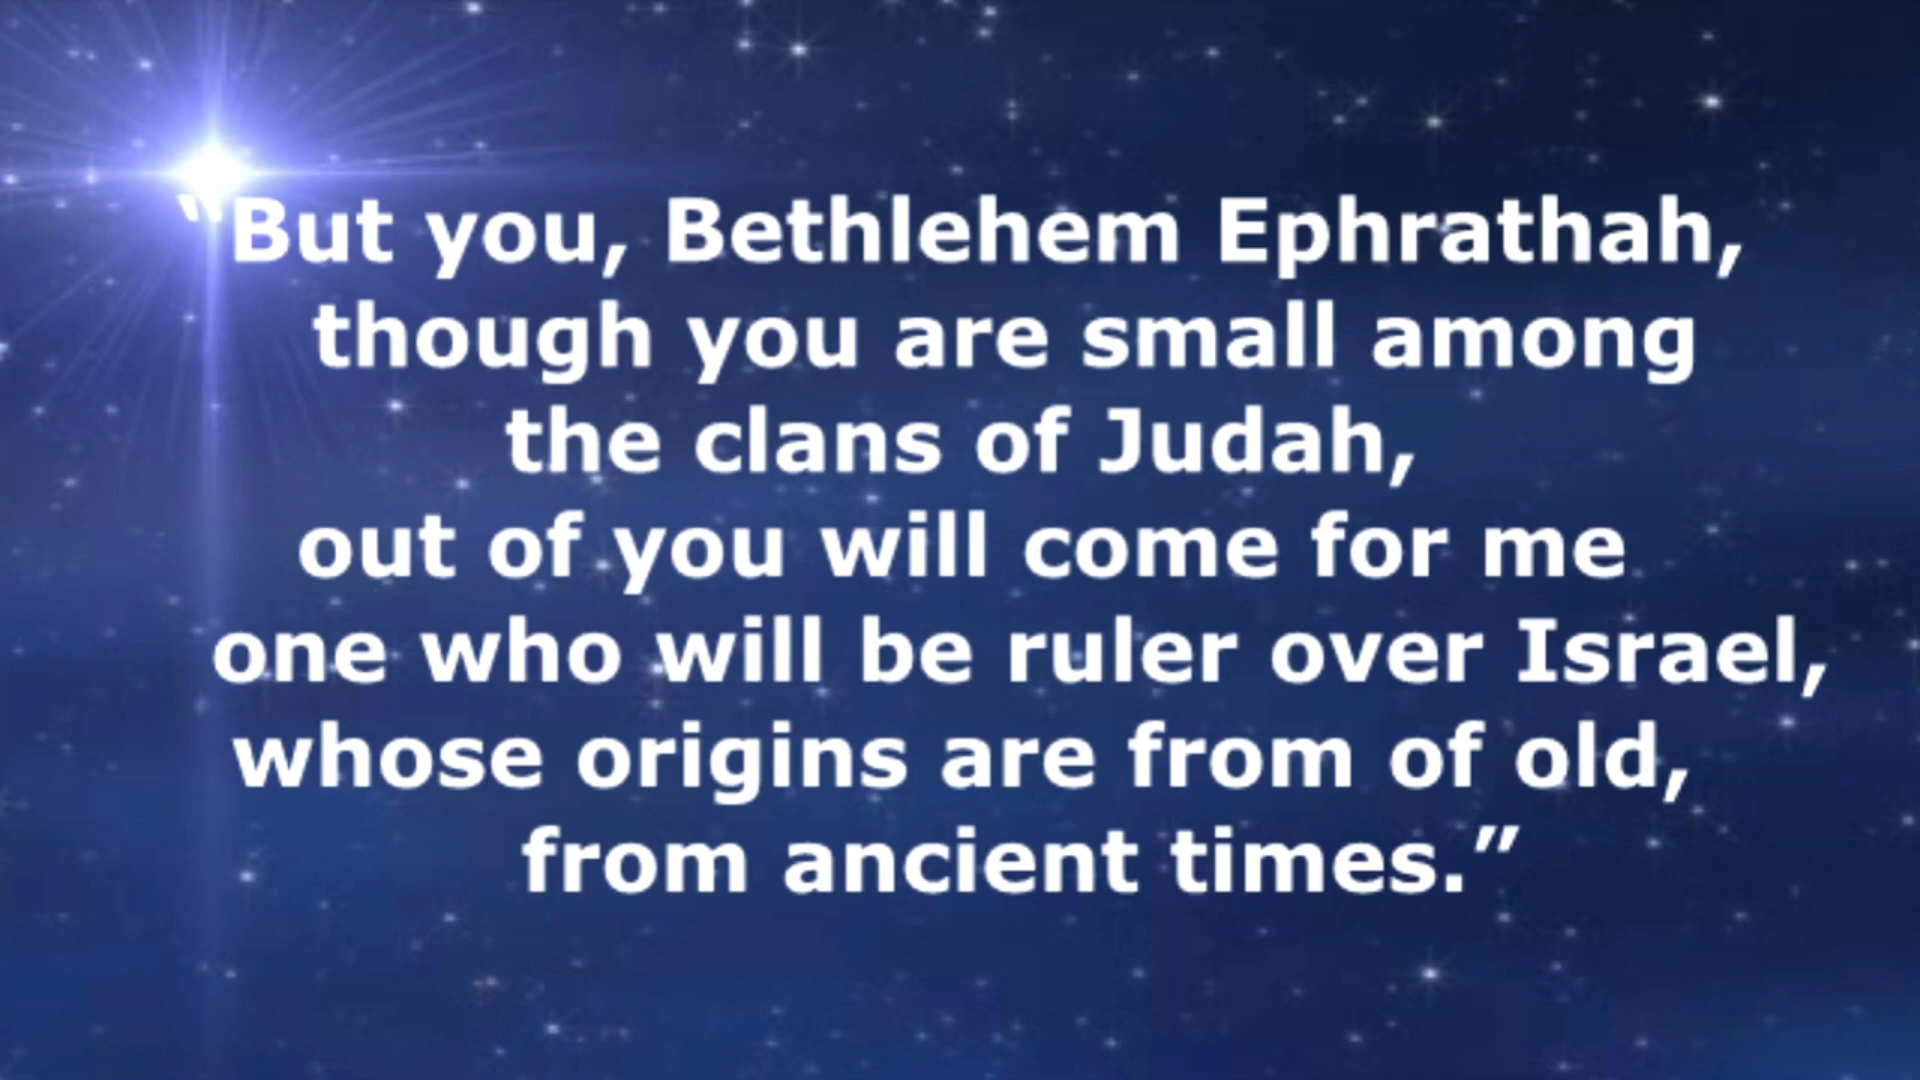 “But you, Bethlehem Ephrathah,
though you are small among
the clans of Judah,
out of you will come for me
one who will be ruler over Israel,
whose origins are from of old,
from ancient times.”